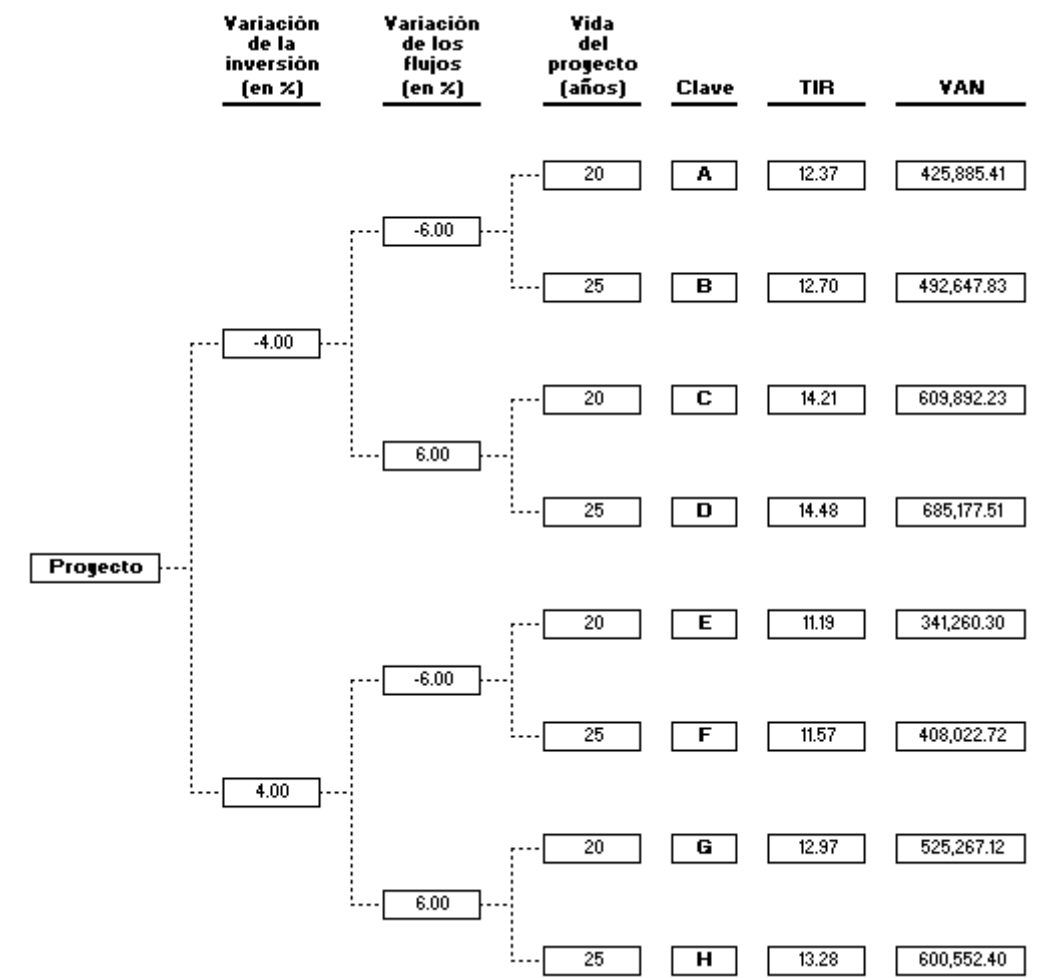 Variación Variación Vida
de la de los del
inversión flujos proyecto
(en %) (en %) (años) Clave TIR VAN
20 A 12.37 425,885.41
-6.00
25 B 12.70 492,647.83
-4.00
20 C 14.21 609,892.23
6.00
25 D 14.48 685,177.51
Proyecto
20 E 11.19 341,260.30
-6.00
25 F 11.57 408,022.72
4.00
20 G 12.97 525,267.12
6.00
25 H 13.28 600,552.40